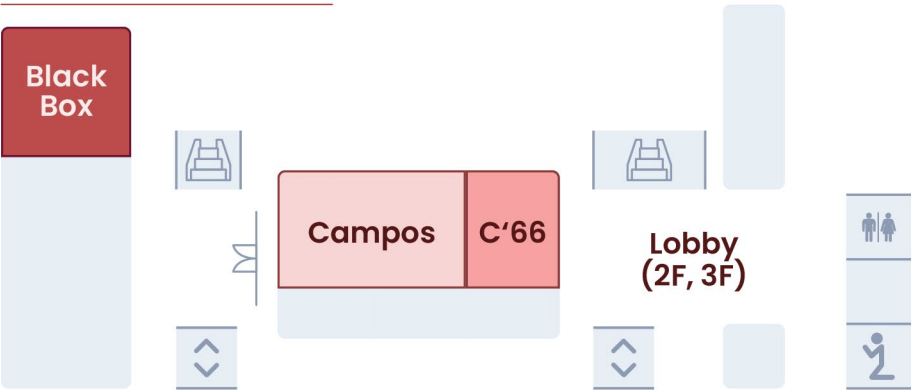 Black
Box
Campos
C‘66
Lobby
(2F, 3F)